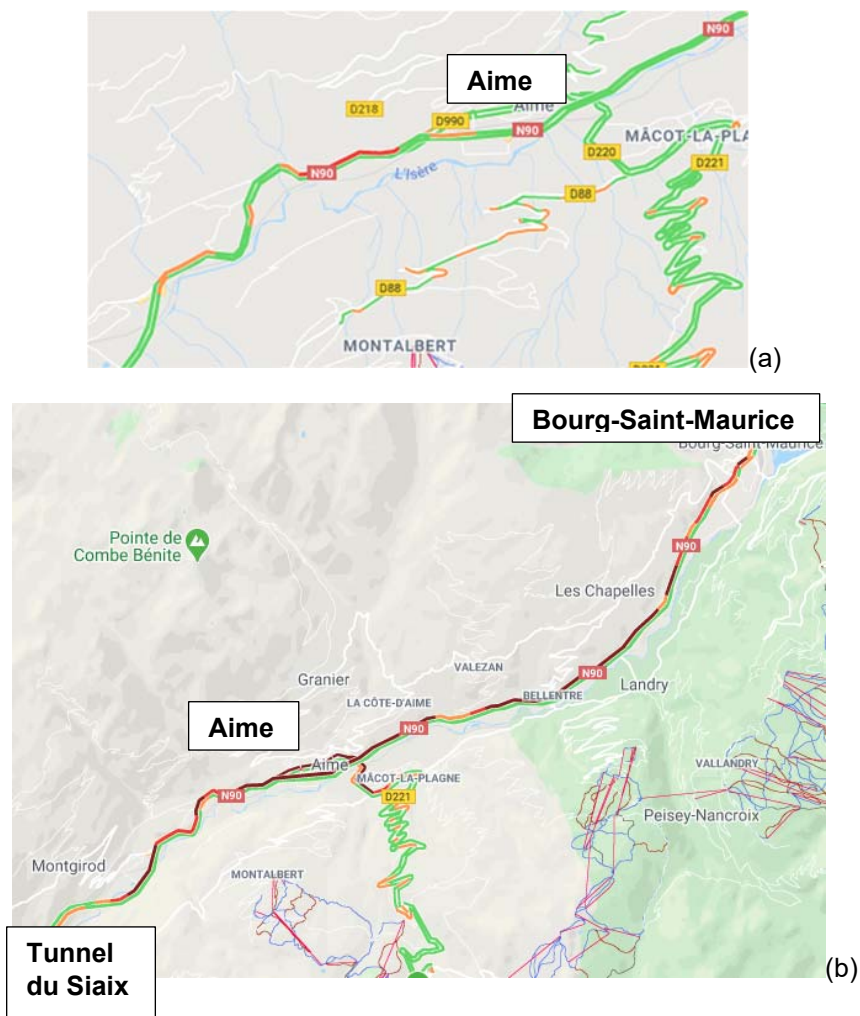 N90
Aime
Aime
D218
D990
N90
MÂCOT-LA-PLA
N90
D220
D221
L'Isère
D88
D88
MONTALBERT
(a)
Bourg-Saint-Maurice
Bourg-Saint-Maurice
N90
Pointe de
Combe Bénite
Les Chapelles
VALEZAN
N90
Granier
BELLENTRE
Landry
LA CÔTE-D'AIME
Aime
N90
Aime
VALLANDRY
MÂCOT-LA-PLAGNE
N90
D221
Peisey-Nancroix
Montgirod
MONTALBERT
Tunnel
du Siaix
(b)